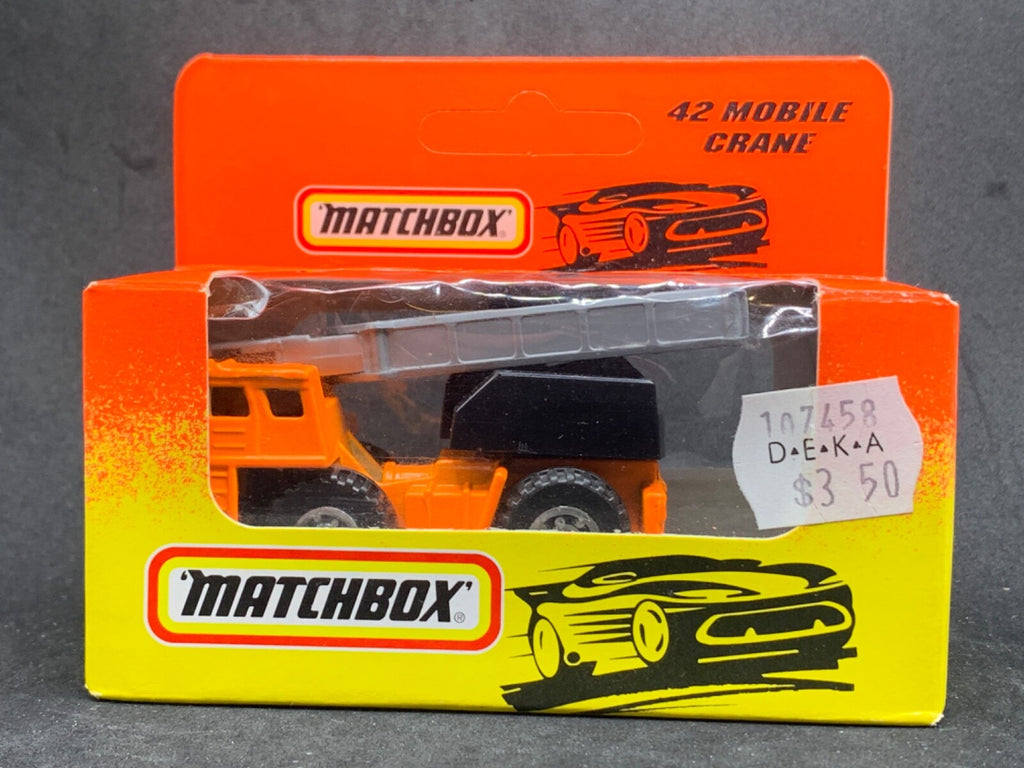 42 MOBILE
CRANE
'MATCHBOX'
107458
D▲E▲K▲A
$3 50
'MATCHBOX'®